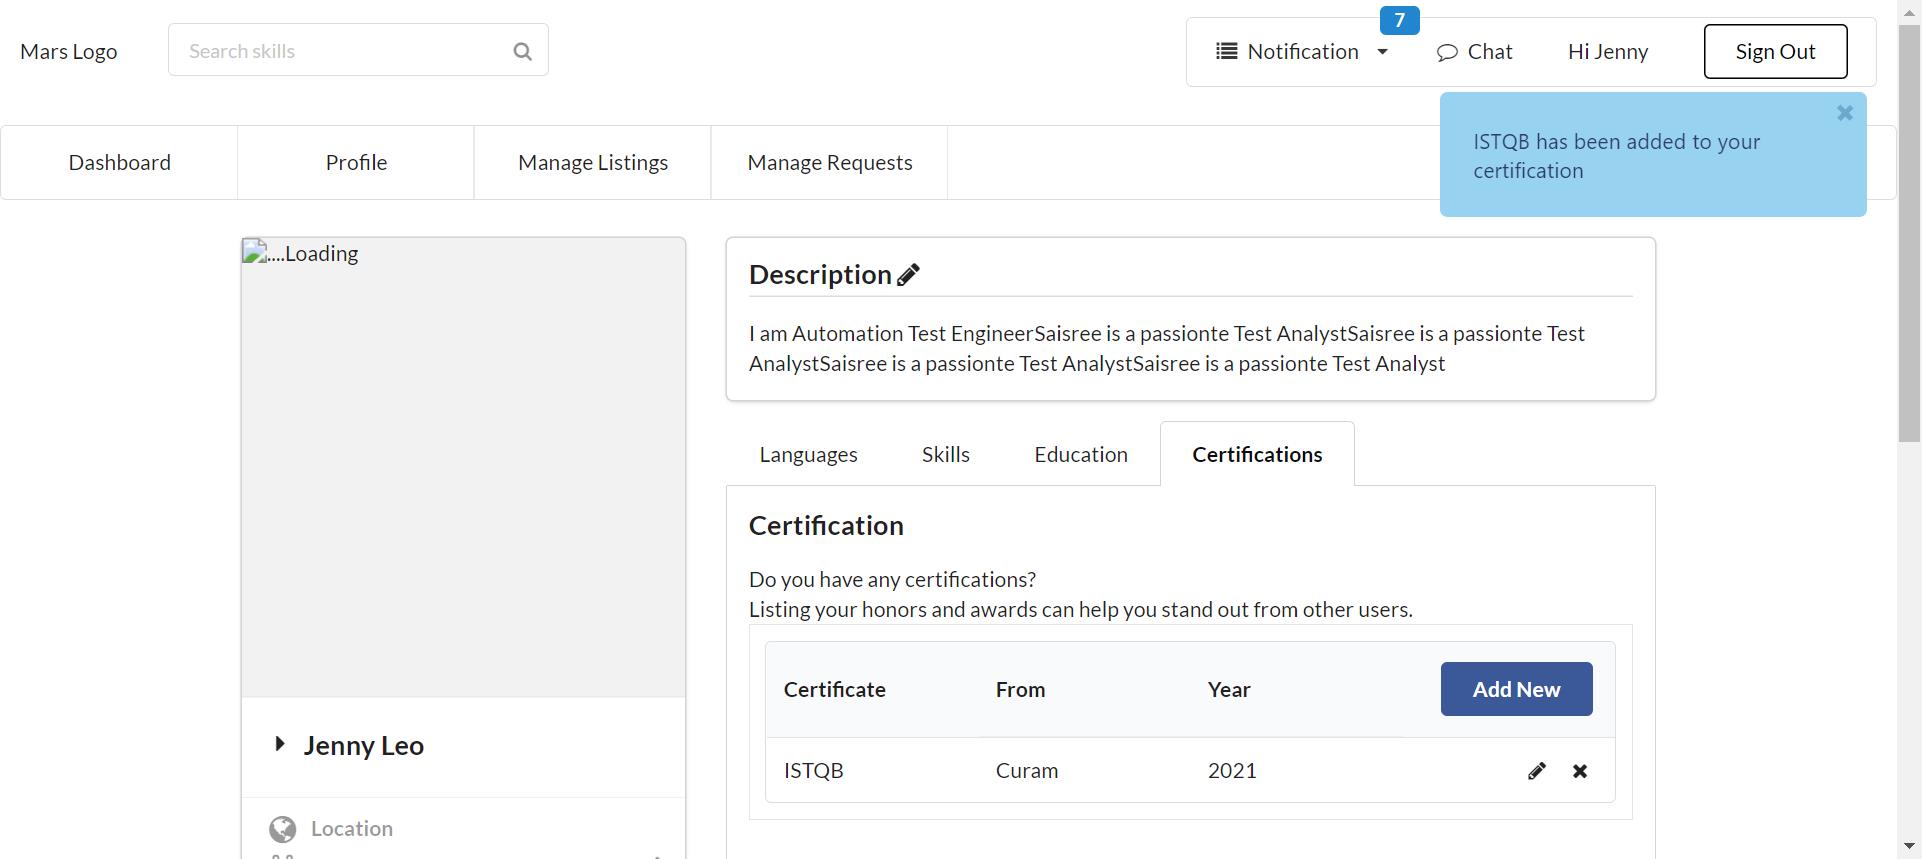 Mars Logo
Search skills
7
Notification
Chat
Hi Jenny
Sign Out
ISTQB has been added to your
certification
Dashboard
Profile
Manage Listings
Manage Requests
....Loading
Description
I am Automation Test EngineerSaisree is a passionte Test AnalystSaisree is a passionte Test
AnalystSaisree is a passionte Test AnalystSaisree is a passionte Test Analyst
Languages
Skills
Education
Certifications
Certification
Do you have any certifications?
Listing your honors and awards can help you stand out from other users.
Certificate
From
Year
Add New
ISTQB
Curam
2021
Jenny Leo
Location